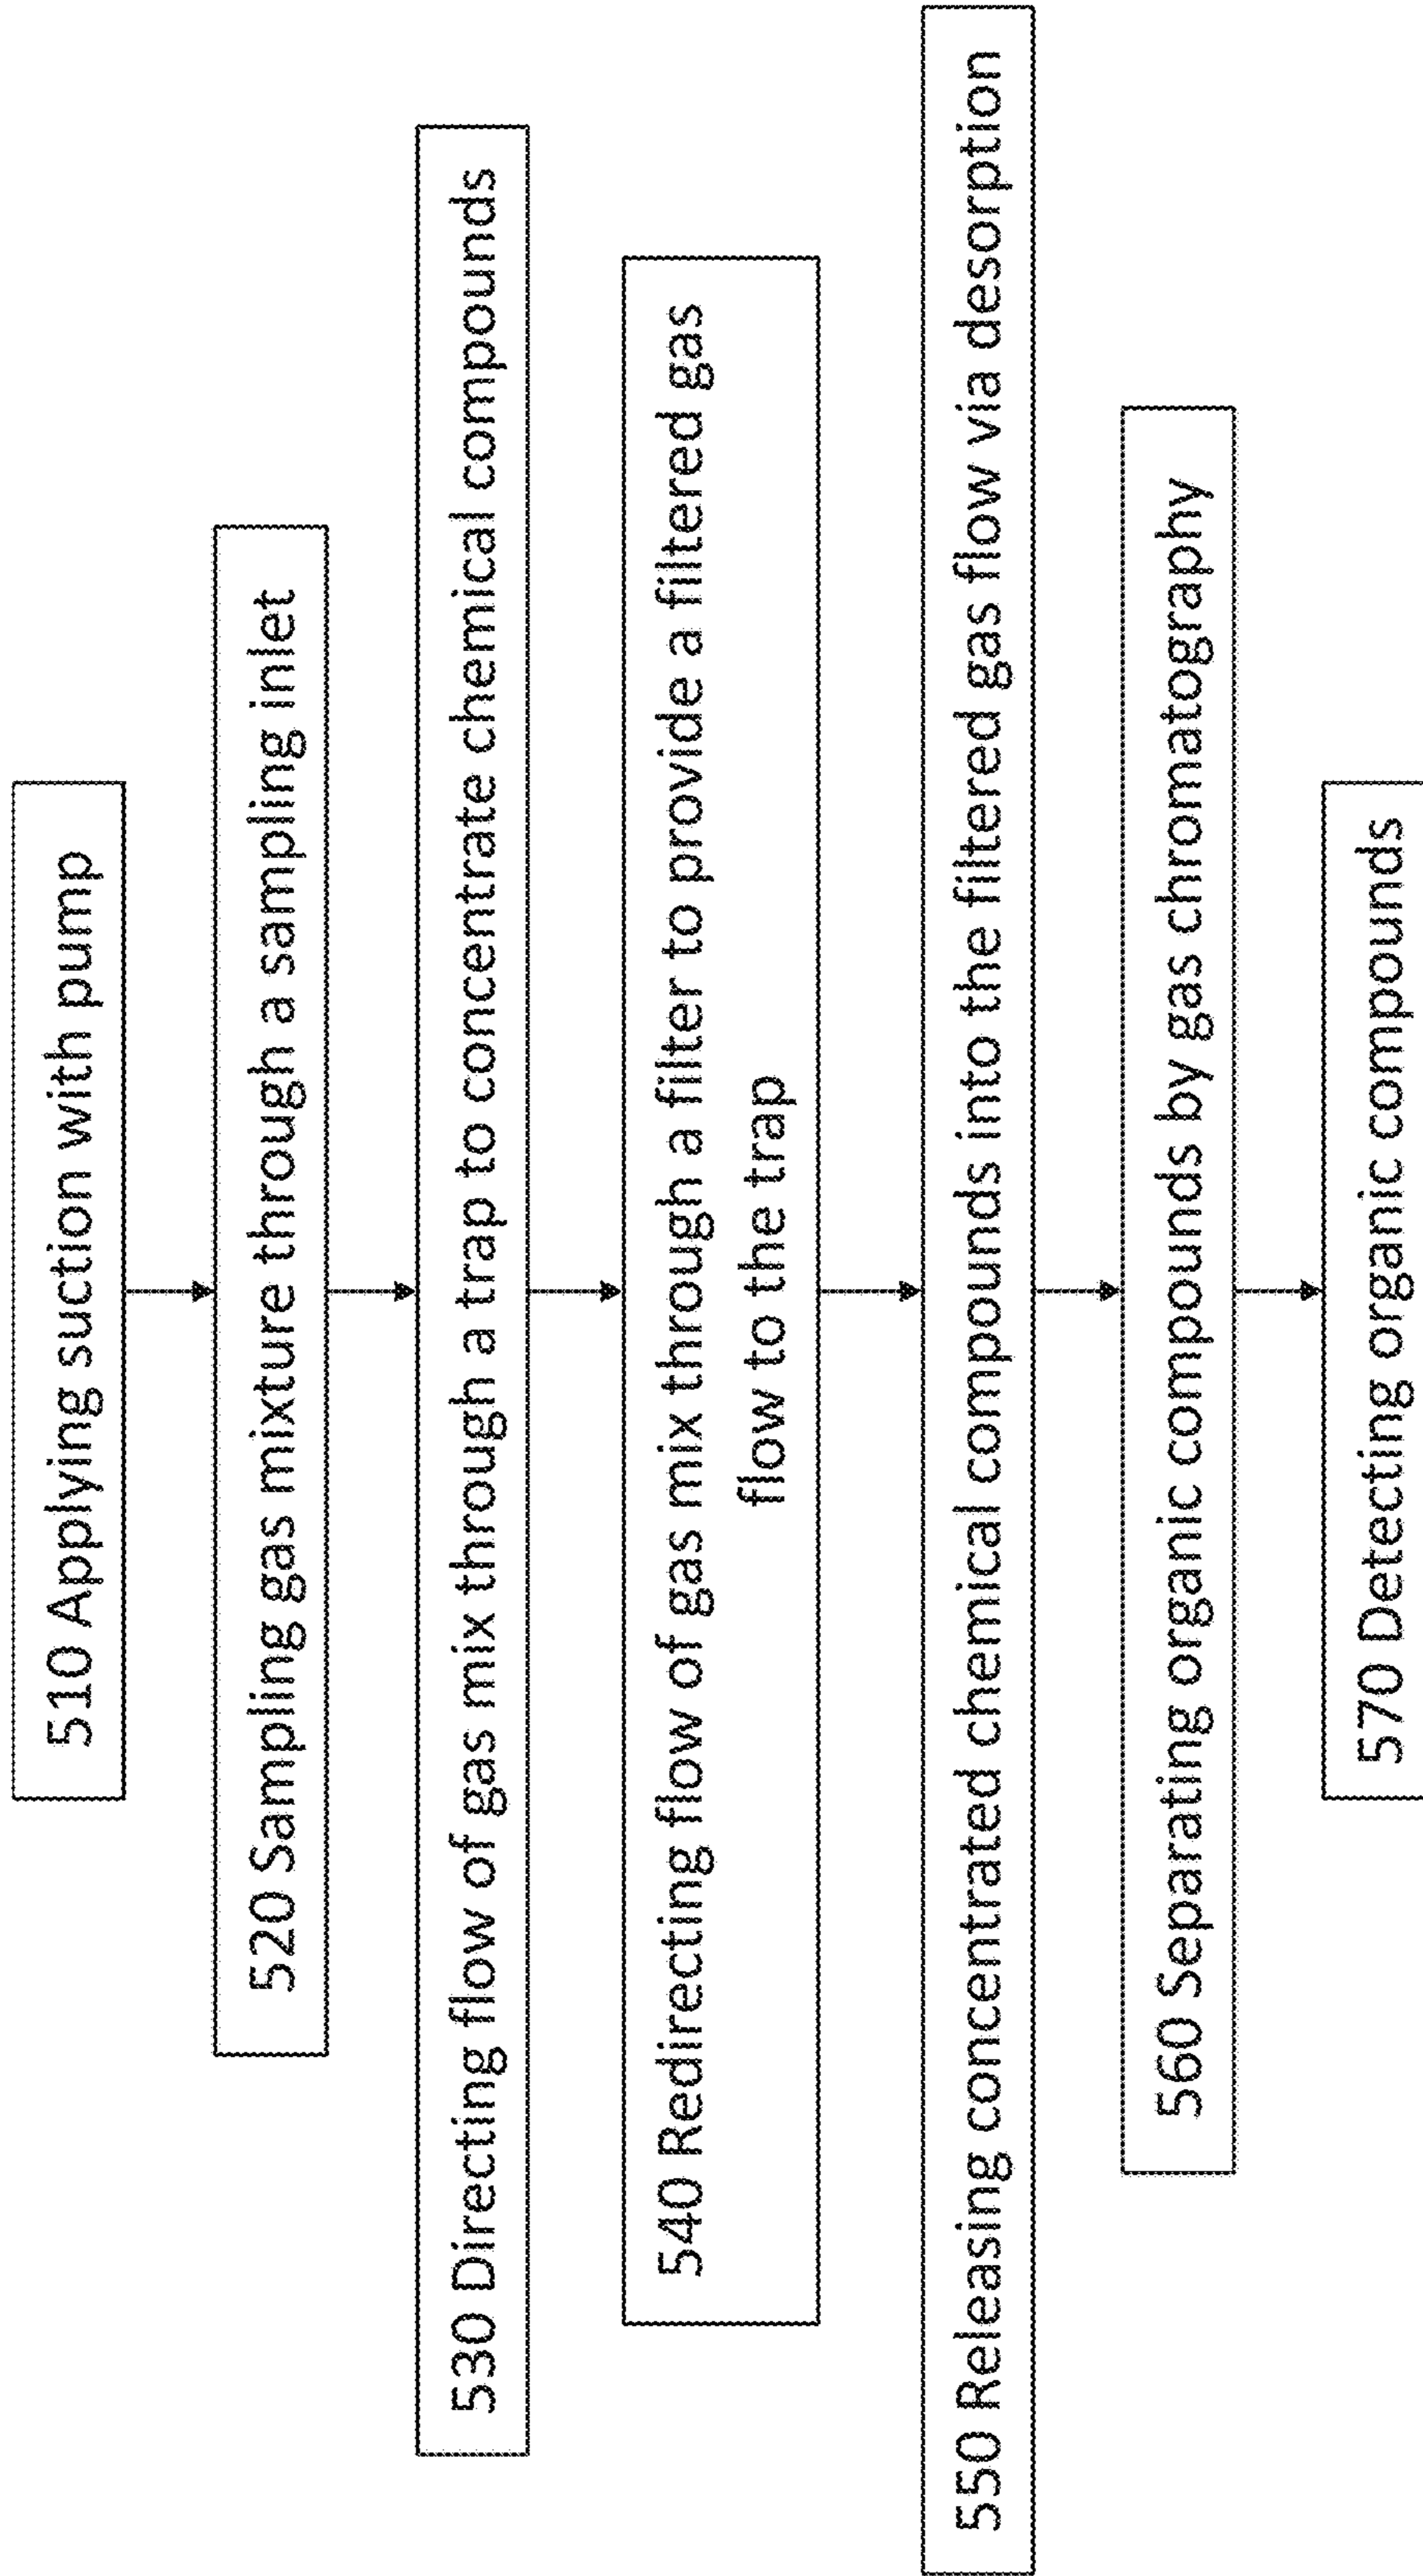 510 Applying suction with pump
520 Sampling gas mixture through a sampling inlet
530 Directing flow of gas mix through a trap to concentrate chemical compounds
540 Redirecting flow of gas mix through a filter to provide a filtered gas
flow to the trap
550 Releasing concentrated chemical compounds into the filtered gas flow via desorption
560 Separating organic compounds by gas chromatography
570 Detecting organic compounds